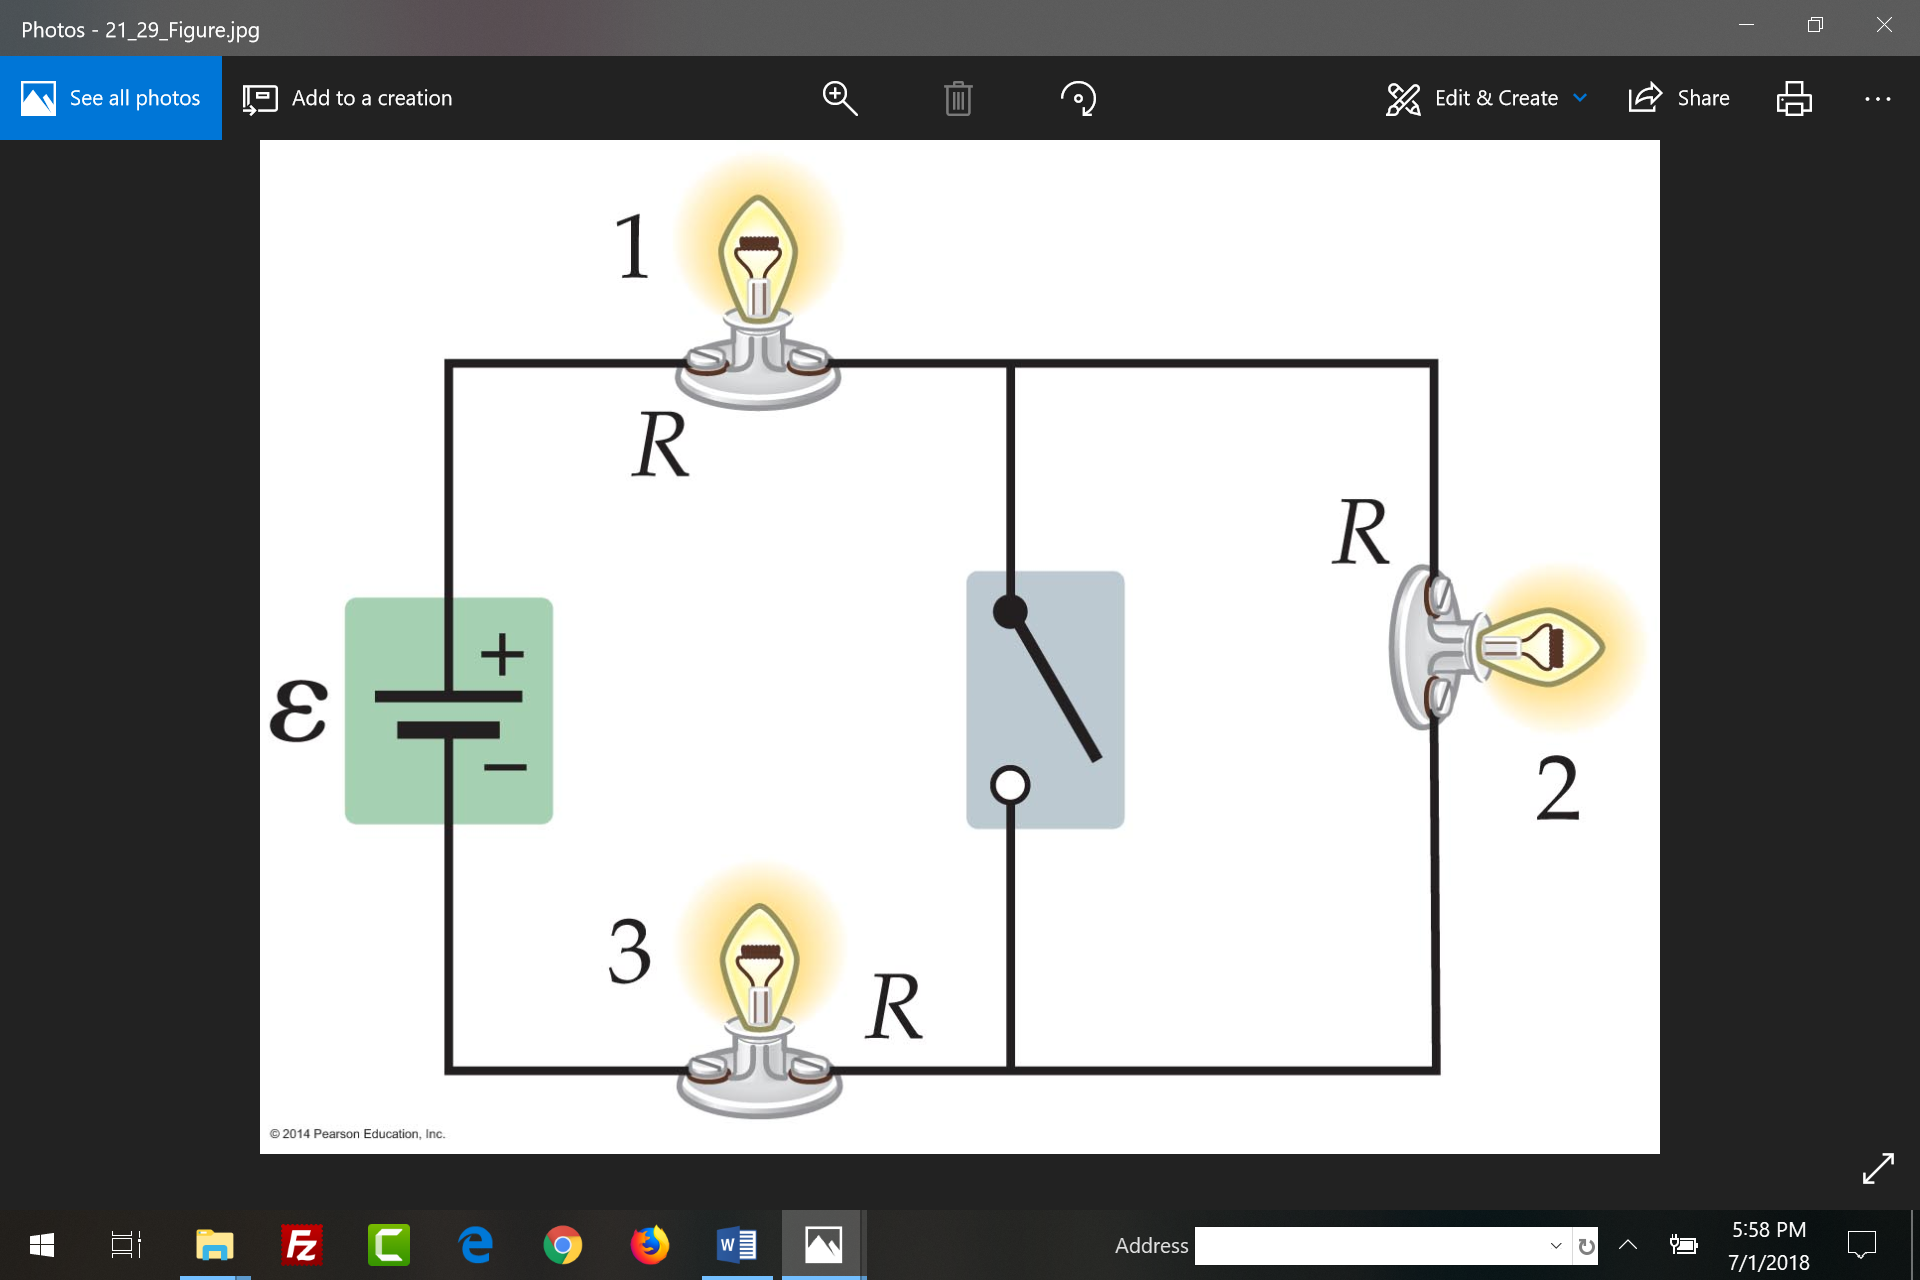 Photos - 21_29_Figure.jpg
See all photos
Add to a creation
Edit & Create
Share
1
R
R
+
ε
−
2
3
R
© 2014 Pearson Education, Inc.
Address
5:58 PM
7/1/2018